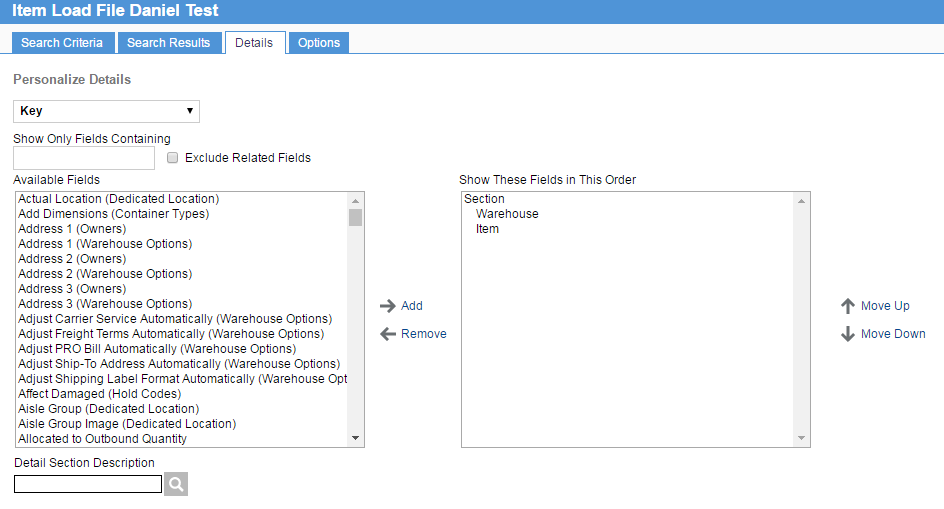 Item Load File Daniel Test
Search Criteria
Search Results
Details
Options
Personalize Details
Key
Show Only Fields Containing
Exclude Related Fields
Available Fields
Actual Location (Dedicated Location)
Add Dimensions (Container Types)
Address 1 (Owners)
Address 1 (Warehouse Options)
Address 2 (Owners)
Address 2 (Warehouse Options)
Address 3 (Owners)
Address 3 (Warehouse Options)
Adjust Carrier Service Automatically (Warehouse Options)
Adjust Freight Terms Automatically (Warehouse Options)
Adjust PRO Bill Automatically (Warehouse Options)
Adjust Ship-To Address Automatically (Warehouse Options)
Adjust Shipping Label Format Automatically (Warehouse Opt
Affect Damaged (Hold Codes)
Aisle Group (Dedicated Location)
Aisle Group Image (Dedicated Location)
Allocated to Outbound Quantity
Add
Remove
Show These Fields in This Order
Section
Warehouse
Item
Move Up
Move Down
Detail Section Description